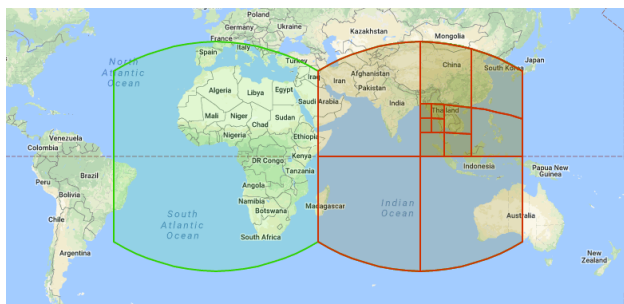 Poland
Germany
Ukraine
France
Kazakhstan
Mongolia
Spain
Italy
Turkey
North
Atlantic
Ocean
Japan
China
South Korea
Iraq
Iran
Afghanistan
Pakistan
Algeria
Libya
Egypt
Saudi Arabia
India
Thailand
Mali
Niger
Chad
Sudan
Nigeria
Ethiopia
Venezuela
Colombia
DR Congo
Kenya
Tanzania
Indonesia
Papua New
Guinea
Peru
Brazil
Bolivia
Angola
Namibia
Botswana
Madagascar
Indian
Ocean
South
Atlantic
Ocean
Chile
Australia
South Africa
Argentina
New
Zealand